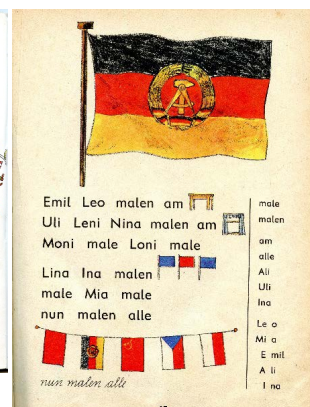 Emil Leo malen am
Uli Leni Nina malen am
Moni male Loni male
Lina Ina malen
male Mia male
nun malen alle
nun malen alle
male
malen
am
alle
Ali
Uli
Ina
Le o
Mi a
E mil
A li
I na